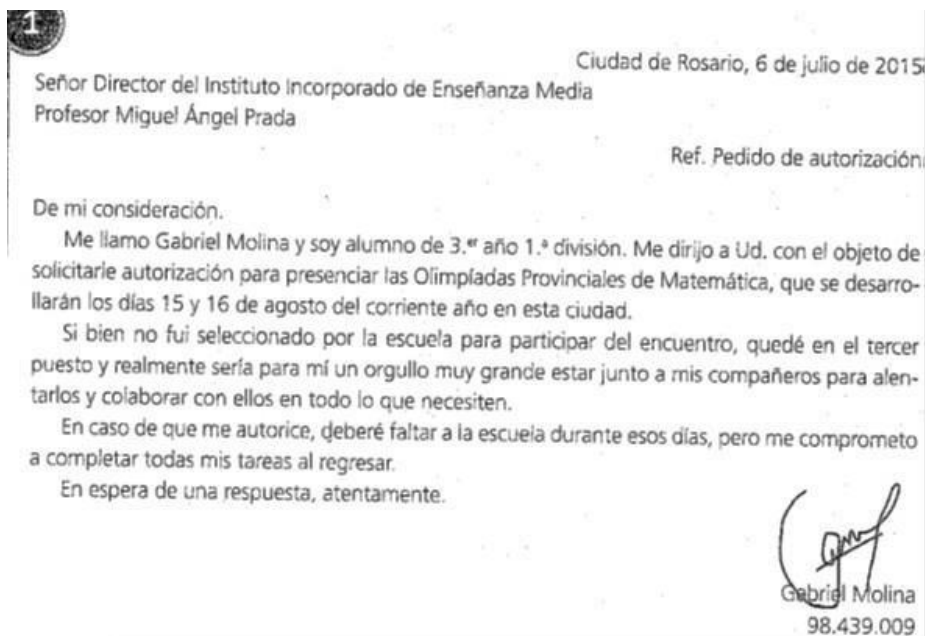 1
Ciudad de Rosario, 6 de julio de 2015
Señor Director del Instituto Incorporado de Enseñanza Media
Profesor Miguel Ángel Prada
Ref. Pedido de autorización
De mi consideración.
Me llamo Gabriel Molina y soy alumno de 3.er año 1.ª división. Me dirijo a Ud. con el objeto de
solicitarle autorización para presenciar las Olimpíadas Provinciales de Matemática, que se desarro-
llarán los días 15 y 16 de agosto del corriente año en esta ciudad.
Si bien no fui seleccionado por la escuela para participar del encuentro, quedé en el tercer
puesto y realmente sería para mí un orgullo muy grande estar junto a mis compañeros para alen-
tarlos y colaborar con ellos en todo lo que necesiten.
En caso de que me autorice, deberé faltar a la escuela durante esos días, pero me comprometo
a completar todas mis tareas al regresar.
En espera de una respuesta, atentamente.
Gabriel Molina
98.439.009